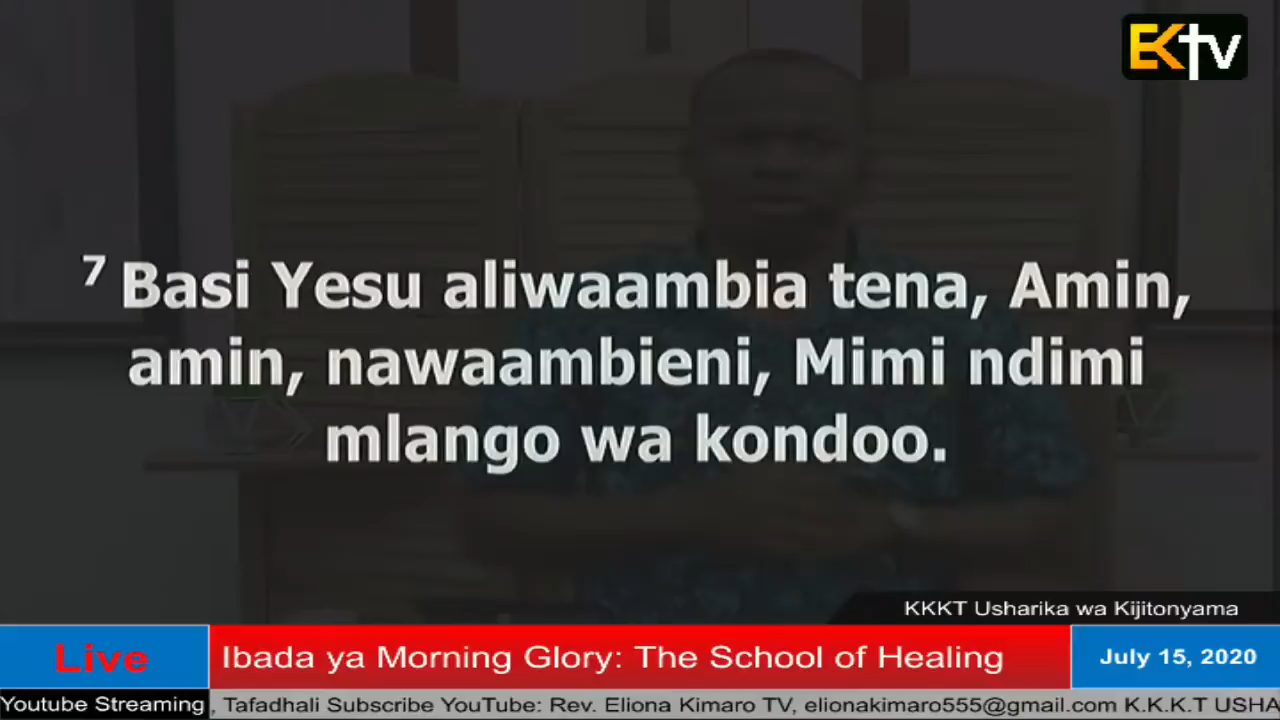 EKTV
7 Basi Yesu aliwaambia tena, Amin,
amin, nawaambieni, Mimi ndimi
mlango wa kondoo.
KKKT Usharika wa Kijitonyama
Live
Ibada ya Morning Glory: The School of Healing
July 15, 2020
Youtube Streaming
, Tafadhali Subscribe YouTube: Rev. Eliona Kimaro TV, elionakimaro555@gmail.com K.K.K.T USHA